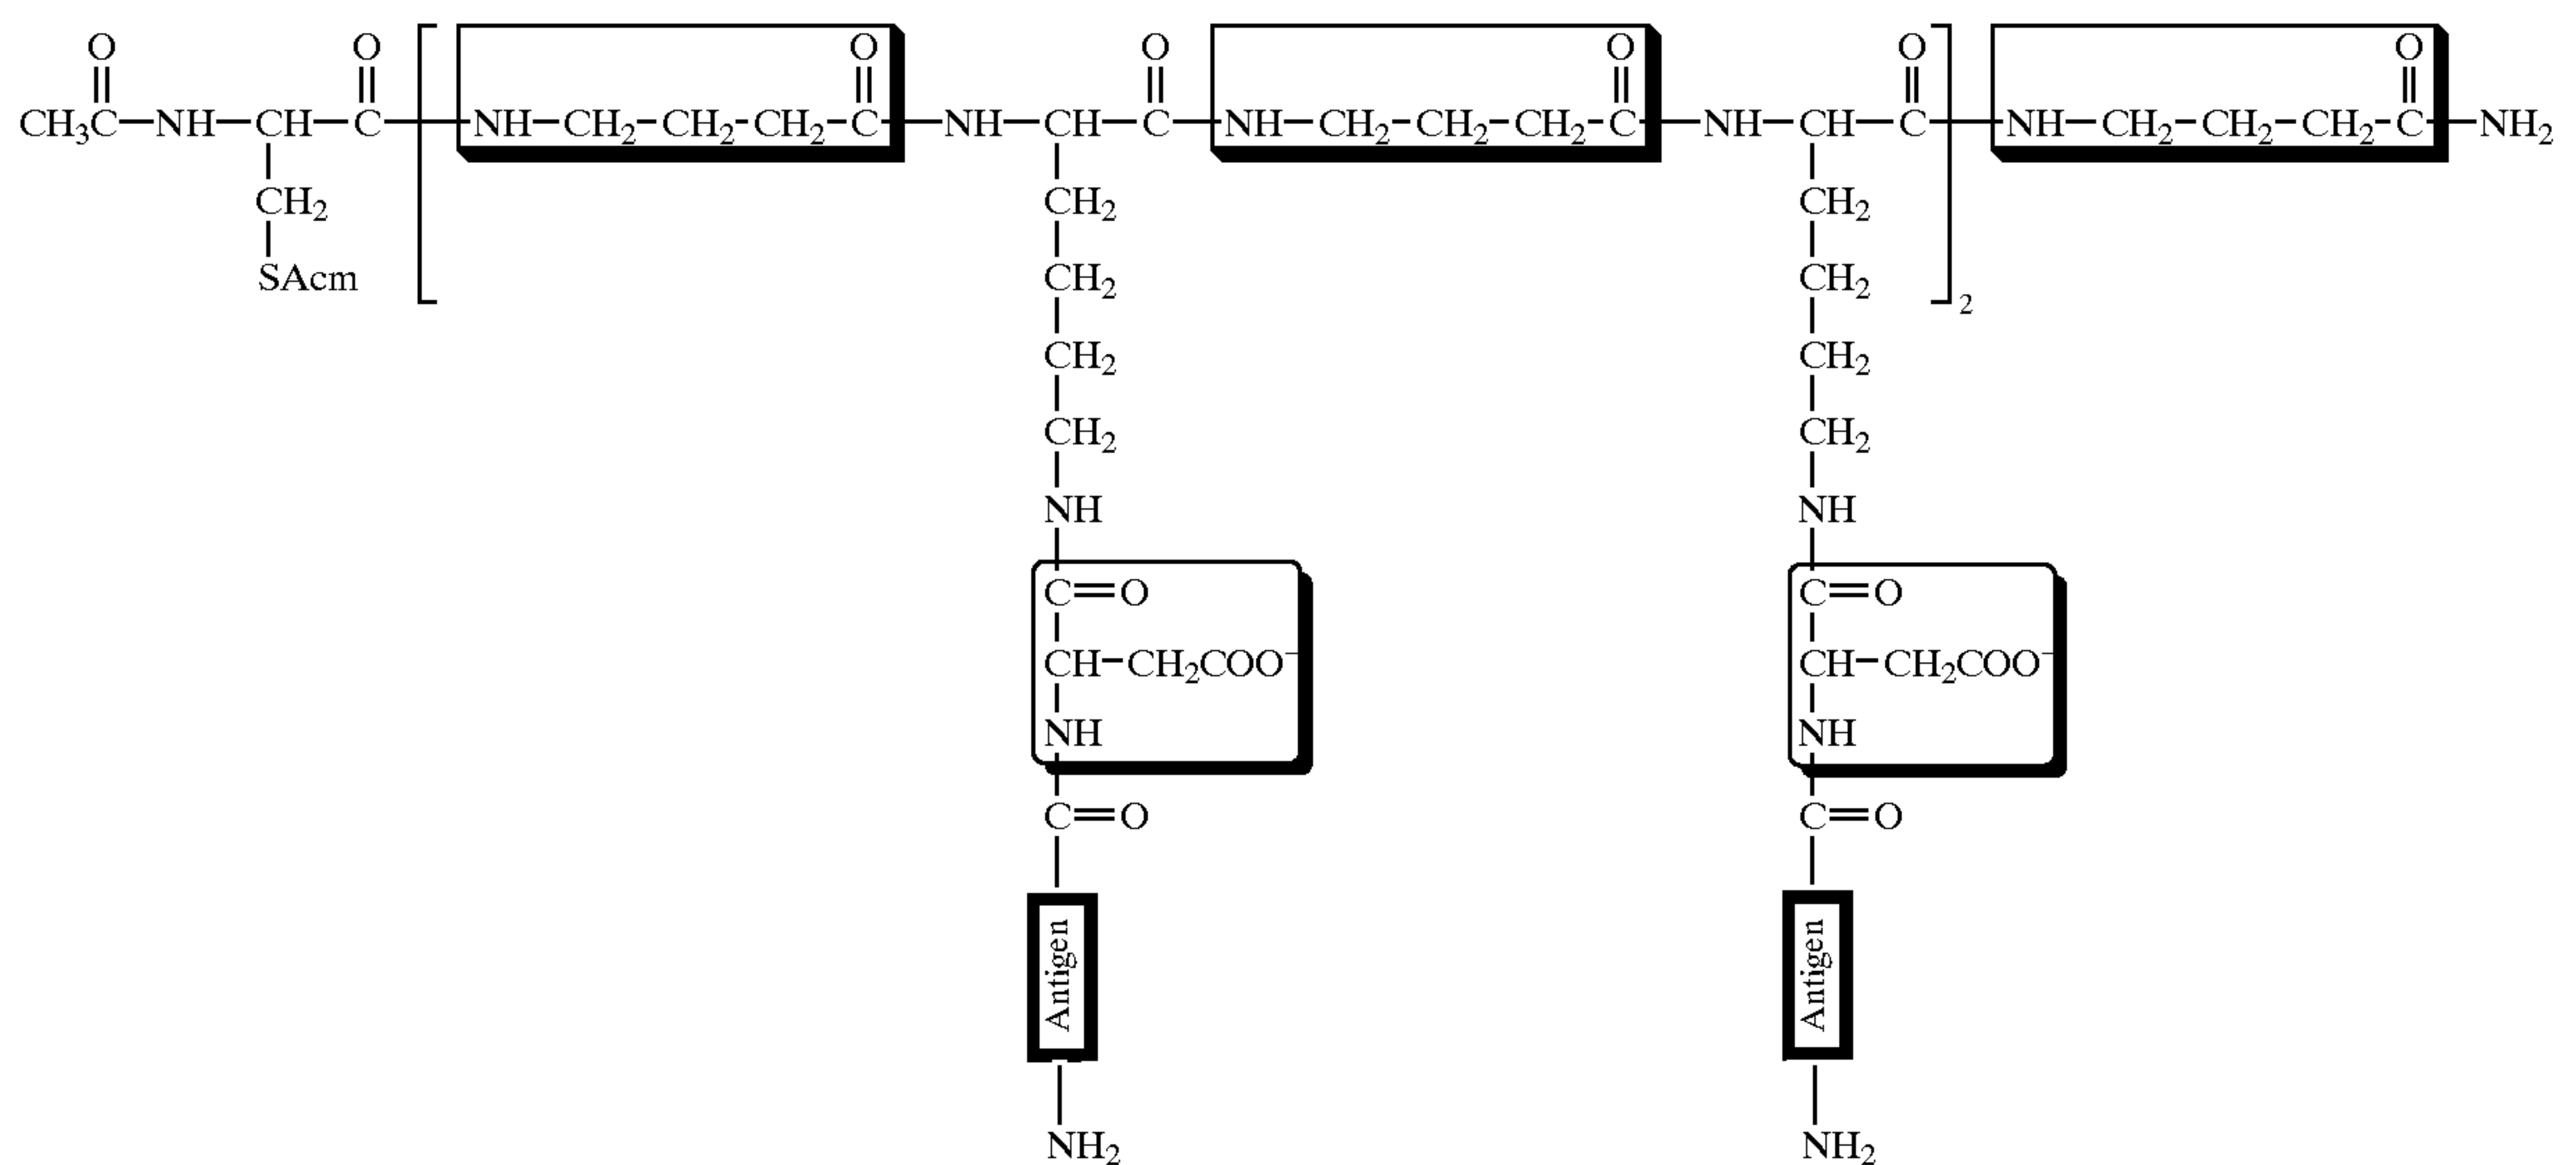 O O O O O O O
CH₃C—NH—CH—C—NH—CH₂—CH₂—CH₂—C—NH—CH—C—NH—CH₂—CH₂—CH₂—C—NH—CH—C—NH—CH₂—CH₂—CH₂—C—NH₂
CH₂ CH₂ CH₂
SAcm CH₂ CH₂
2
CH₂ CH₂
CH₂ CH₂
NH NH
C=O C=O
CH—CH₂COO⁻ CH—CH₂COO⁻
NH NH
C=O C=O
Antigen Antigen
NH₂ NH₂